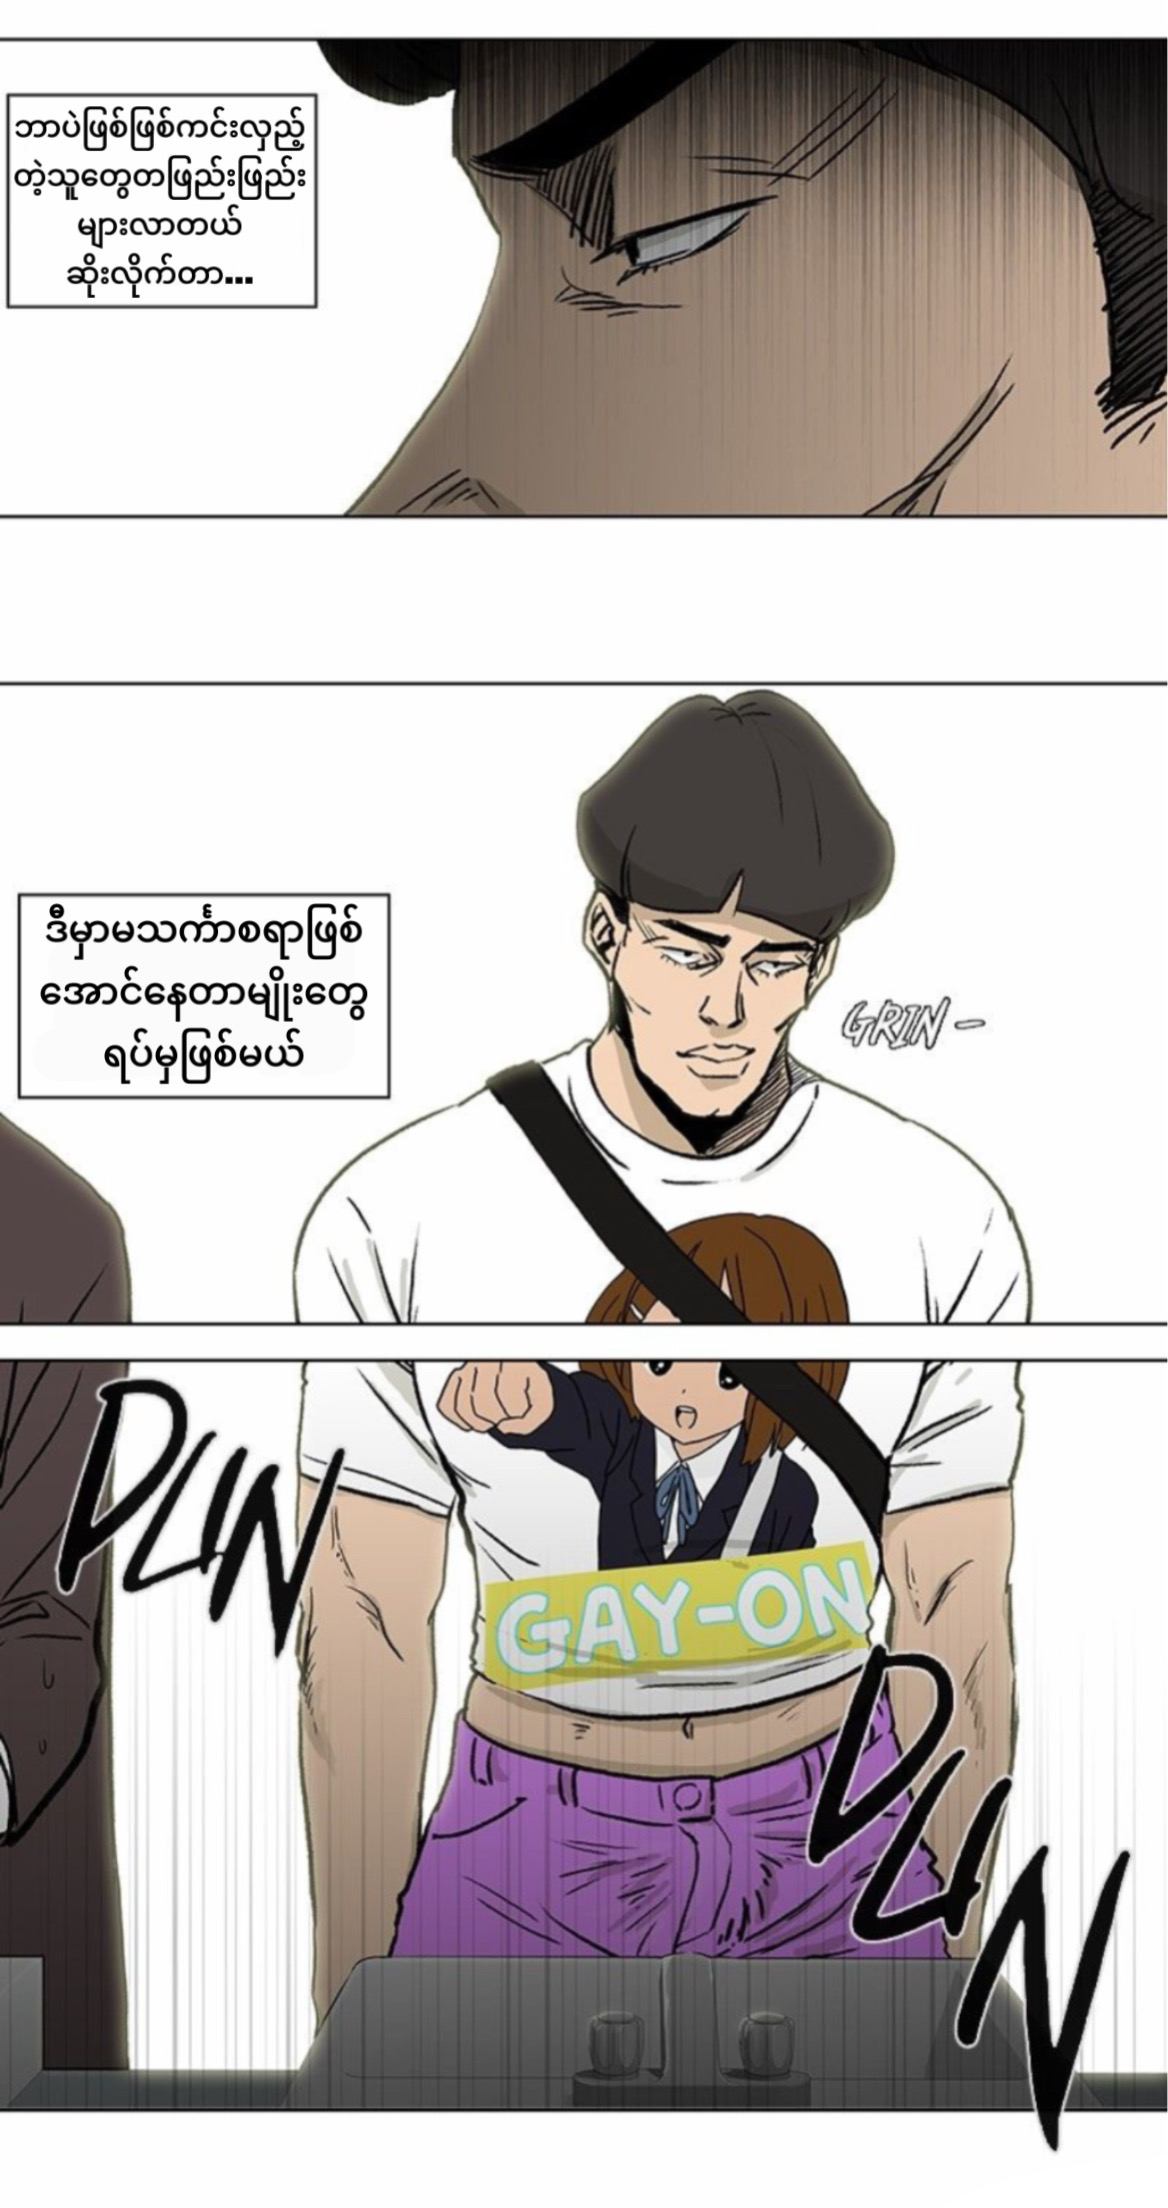 ဘာပဲဖြစ်ဖြစ်ကင်းလှည့်
တဲ့သူတွေတဖြည်းဖြည်း
များလာတယ်
ဆိုးလိုက်တာ...
ဒီမှာမသင်္ကာစရာဖြစ်
အောင်နေတာမျိုးတွေ
ရပ်မှဖြစ်မယ်
GRIN -
DUN
GAY-ON
DUN